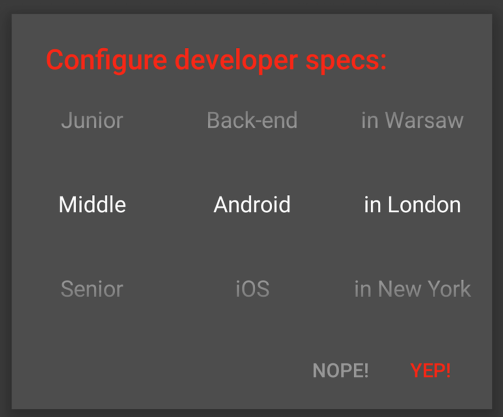 Configure developer specs:
Junior Back-end in Warsaw
Middle Android in London
Senior iOS in New York
NOPE! YEP!